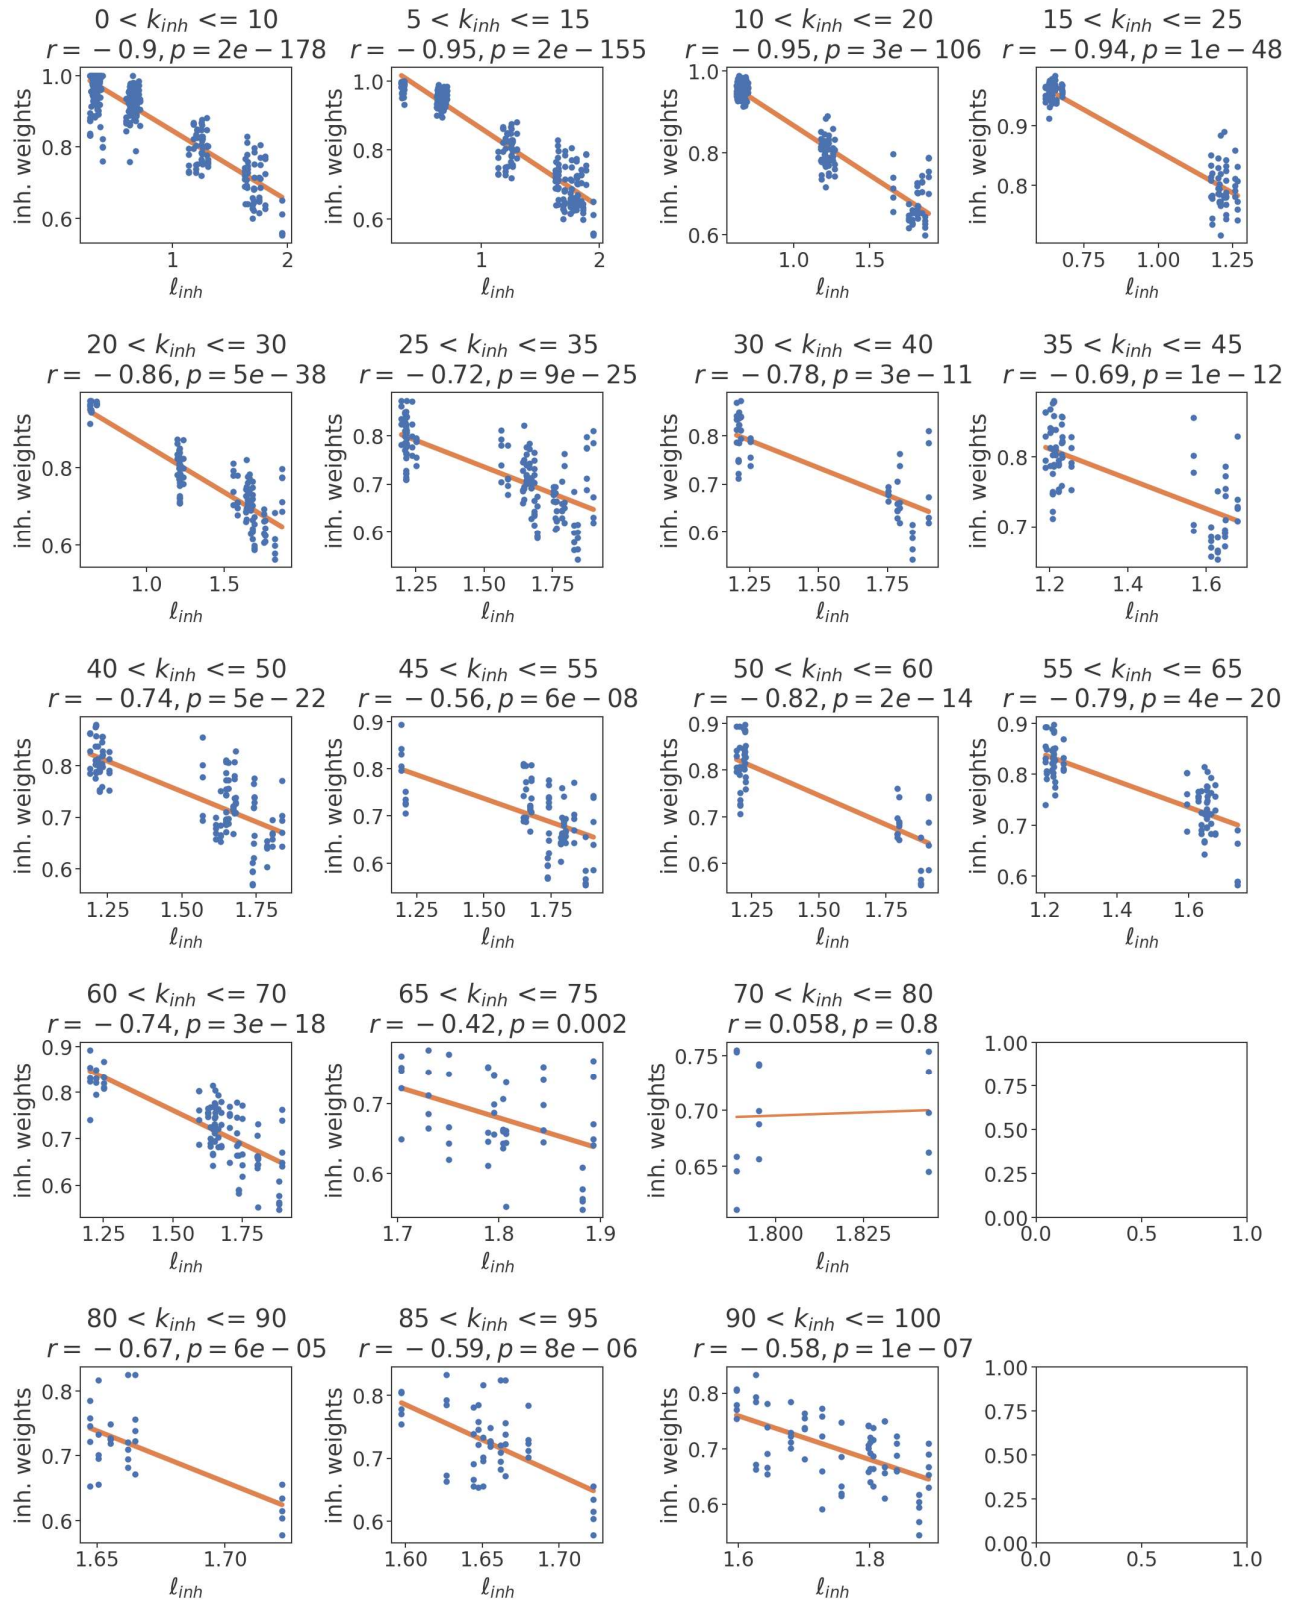 0 < k_inh <= 10
r = −0.9, p = 2e−178
5 < k_inh <= 15
r = −0.95, p = 2e−155
10 < k_inh <= 20
r = −0.95, p = 3e−106
15 < k_inh <= 25
r = −0.94, p = 1e−48
inh. weights
1.0
0.8
0.6
1 2
ℓ_inh
inh. weights
1.0
0.8
0.6
1 2
ℓ_inh
inh. weights
1.0
0.8
0.6
1.0 1.5
ℓ_inh
inh. weights
0.9
0.8
0.75 1.00 1.25
ℓ_inh
20 < k_inh <= 30
r = −0.86, p = 5e−38
25 < k_inh <= 35
r = −0.72, p = 9e−25
30 < k_inh <= 40
r = −0.78, p = 3e−11
35 < k_inh <= 45
r = −0.69, p = 1e−12
inh. weights
0.8
0.6
1.0 1.5
ℓ_inh
inh. weights
0.8
0.7
0.6
1.25 1.50 1.75
ℓ_inh
inh. weights
0.8
0.7
0.6
1.25 1.50 1.75
ℓ_inh
inh. weights
0.8
0.7
1.2 1.4 1.6
ℓ_inh
40 < k_inh <= 50
r = −0.74, p = 5e−22
45 < k_inh <= 55
r = −0.56, p = 6e−08
50 < k_inh <= 60
r = −0.82, p = 2e−14
55 < k_inh <= 65
r = −0.79, p = 4e−20
inh. weights
0.8
0.7
0.6
1.25 1.50 1.75
ℓ_inh
inh. weights
0.9
0.8
0.7
0.6
1.25 1.50 1.75
ℓ_inh
inh. weights
0.9
0.8
0.7
0.6
1.25 1.50 1.75
ℓ_inh
inh. weights
0.9
0.8
0.7
0.6
1.2 1.4 1.6
ℓ_inh
60 < k_inh <= 70
r = −0.74, p = 3e−18
65 < k_inh <= 75
r = −0.42, p = 0.002
70 < k_inh <= 80
r = 0.058, p = 0.8
inh. weights
0.9
0.8
0.7
0.6
1.25 1.50 1.75
ℓ_inh
inh. weights
0.7
0.6
1.7 1.8 1.9
ℓ_inh
inh. weights
0.75
0.70
0.65
1.800 1.825
ℓ_inh
1.00
0.75
0.50
0.25
0.00
0.0 0.5 1.0
80 < k_inh <= 90
r = −0.67, p = 6e−05
85 < k_inh <= 95
r = −0.59, p = 8e−06
90 < k_inh <= 100
r = −0.58, p = 1e−07
inh. weights
0.8
0.7
0.6
1.65 1.70
ℓ_inh
inh. weights
0.8
0.7
0.6
1.60 1.65 1.70
ℓ_inh
inh. weights
0.8
0.7
0.6
1.6 1.8
ℓ_inh
1.00
0.75
0.50
0.25
0.00
0.0 0.5 1.0